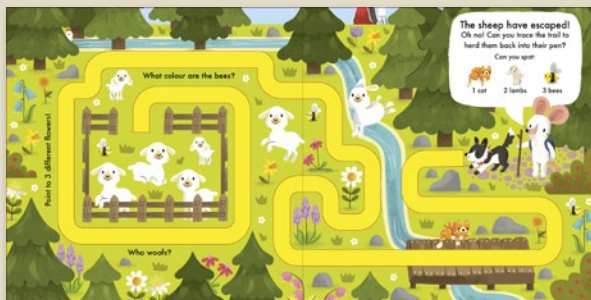 The sheep have escaped!
Oh no! Can you trace the trail to
herd them back into their pen?
Can you spot:
1 cat 2 lambs 3 bees
What colour are the bees?
Point to 3 different flowers!
Who woofs?